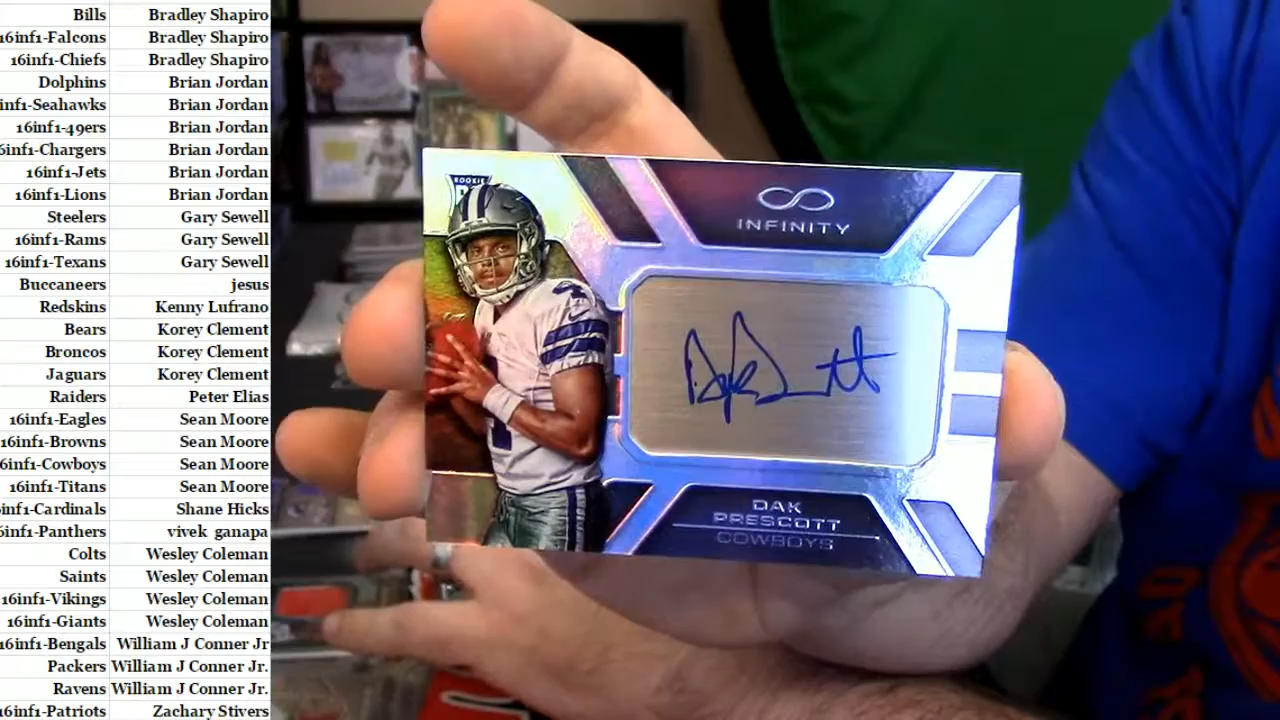 Bills Bradley Shapiro
16inf1-Falcons Bradley Shapiro
16inf1-Chiefs Bradley Shapiro
Dolphins Brian Jordan
inf1-Seahawks Brian Jordan
16inf1-49ers Brian Jordan
6inf1-Chargers Brian Jordan
16inf1-Jets Brian Jordan
16inf1-Lions Brian Jordan
Steelers Gary Sewell
16inf1-Rams Gary Sewell
16inf1-Texans Gary Sewell
Buccaneers jesus
Redskins Kenny Lufrano
Bears Korey Clement
Broncos Korey Clement
Jaguars Korey Clement
Raiders Peter Elias
16inf1-Eagles Sean Moore
16inf1-Browns Sean Moore
6inf1-Cowboys Sean Moore
16inf1-Titans Sean Moore
inf1-Cardinals Shane Hicks
inf1-Panthers vivek ganapa
Colts Wesley Coleman
Saints Wesley Coleman
16inf1-Vikings Wesley Coleman
16inf1-Giants Wesley Coleman
16inf1-Bengals William J Conner Jr
Packers William J Conner Jr.
Ravens William J Conner Jr.
16inf1-Patriots Zachary Stivers
ROOKIE
INFINITY
DAK
PRESCOTT
COWBOYS